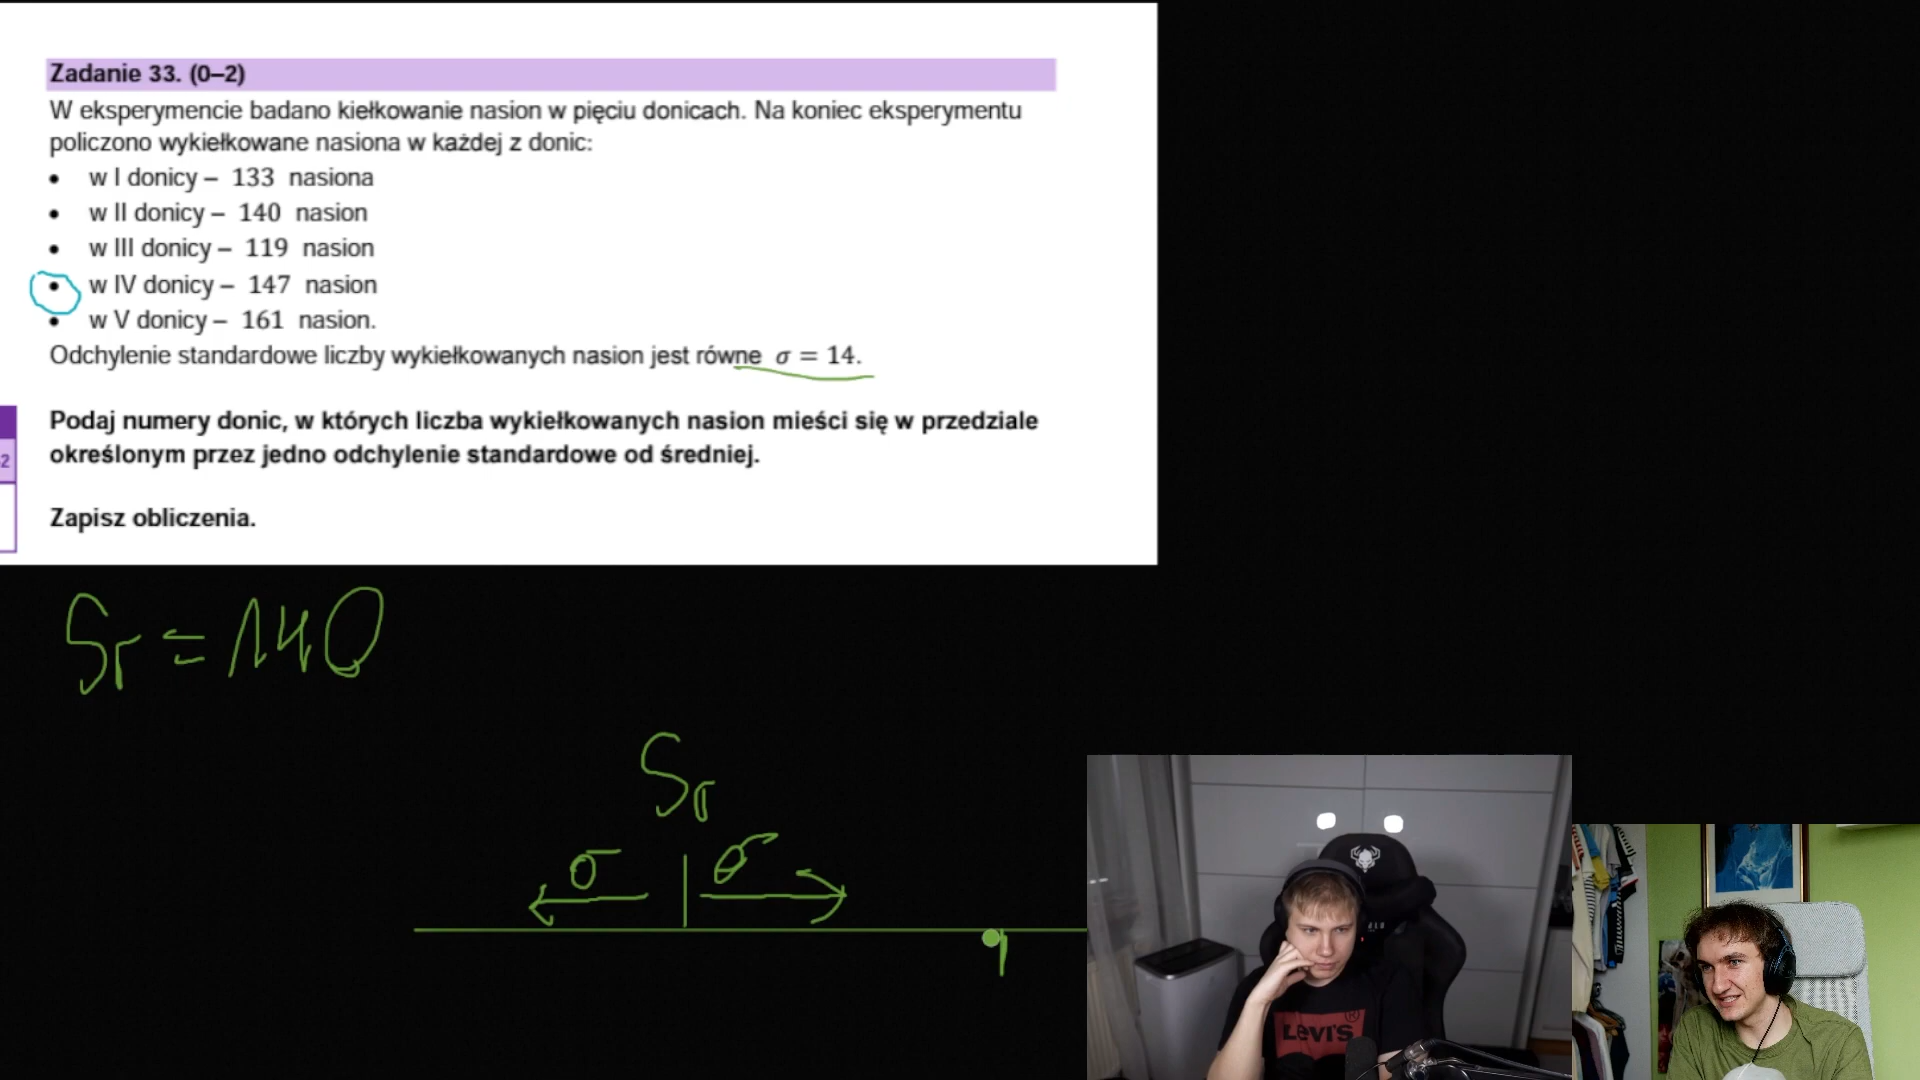 Zadanie 33. (0–2)
W eksperymencie badano kiełkowanie nasion w pięciu donicach. Na koniec eksperymentu
policzono wykiełkowane nasiona w każdej z donic:
• w I donicy – 133 nasiona
• w II donicy – 140 nasion
• w III donicy – 119 nasion
• w IV donicy – 147 nasion
• w V donicy – 161 nasion.
Odchylenie standardowe liczby wykiełkowanych nasion jest równe σ = 14.
Podaj numery donic, w których liczba wykiełkowanych nasion mieści się w przedziale
określonym przez jedno odchylenie standardowe od średniej.
2
Zapisz obliczenia.
Sr = 140
Sr
σ σ
LEVI'S®